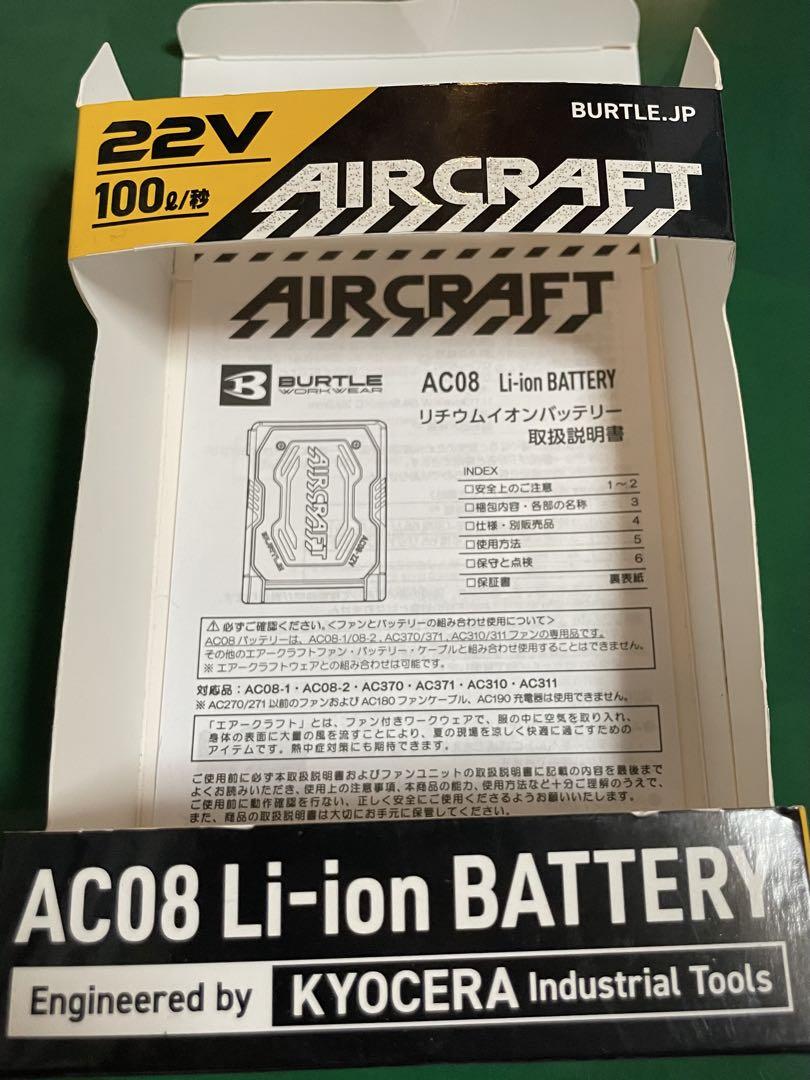 22V
100ℓ/秒
BURTLE.JP
AIRCRAFT
AIRCRAFT
BURTLE
WORKWEAR
AC08 Li-ion BATTERY
リチウムイオンバッテリー
取扱説明書
AIRCRAFT
BURTLE
AC08・22V
INDEX
□安全上のご注意 1〜2
□梱包内容・各部の名称 3
□仕様・別販売品 4
□使用方法 5
□保守と点検 6
□保証書 裏表紙
⚠必ずご確認ください。<ファンとバッテリーの組み合わせ使用について>
AC08バッテリーは、AC08-1/08-2、AC370/371、AC310/311ファンの専用品です。
その他のエアークラフトファン・バッテリー・ケーブルと組み合わせ使用することはできません。
※エアークラフトウェアとの組み合わせは可能です。
対応品:AC08-1・AC08-2・AC370・AC371・AC310・AC311
※AC270/271以前のファンおよびAC180ファンケーブル、AC190充電器は使用できません。
「エアークラフト」とは、ファン付きワークウェアで、服の中に空気を取り入れ、
身体の表面に大量の風を流すことにより、夏の現場を涼しく快適に過ごすための
アイテムです。熱中症対策にも期待できます。
ご使用前に必ず本取扱説明書およびファンユニットの取扱説明書に記載の内容を最後まで
よくお読みいただき、使用上の注意事項、本商品の能力、使用方法など十分ご理解のうえで、
ご使用前に動作確認を行ない、正しく安全にご使用くださるようお願いいたします。
また、商品の取扱説明書は大切にお手元に保管してください。
AC08 Li-ion BATTERY
Engineered by KYOCERA Industrial Tools